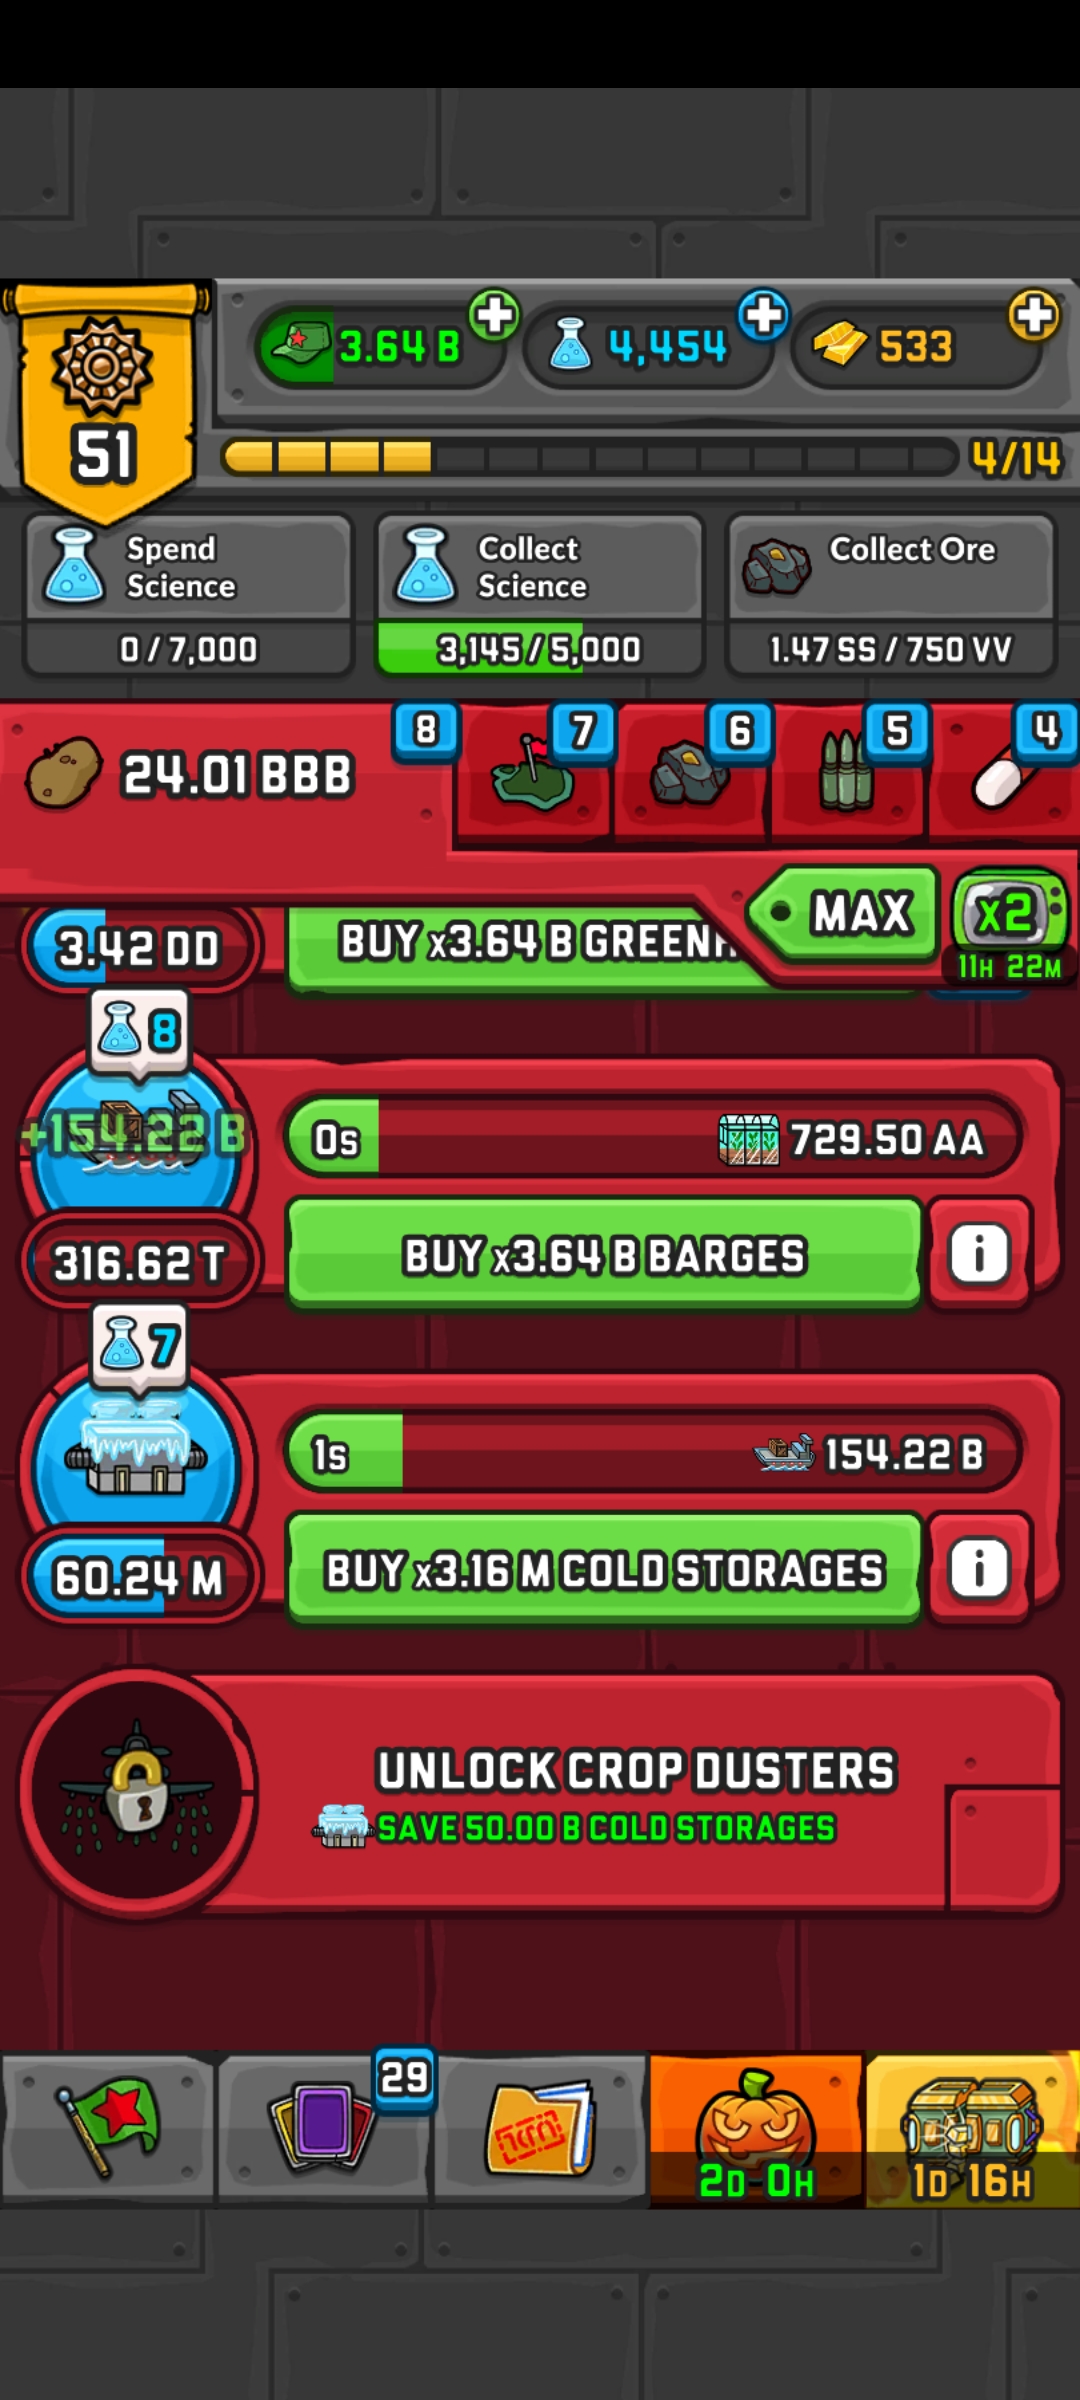 3.64 B
4,454
533
51
4/14
Spend
Science
0 / 7,000
Collect
Science
3,145 / 5,000
Collect Ore
1.47 SS / 750 VV
24.01 BBB
8
7
6
5
4
MAX
x2
11H 22M
3.42 DD
BUY x3.64 B
8
+154.22 B
0s
729.50 AA
316.62 T
BUY x3.64 B BARGES
i
7
1s
154.22 B
60.24 M
BUY x3.16 M COLD STORAGES
i
UNLOCK CROP DUSTERS
SAVE 50.00 B COLD STORAGES
29
2D 0H
1D 16H